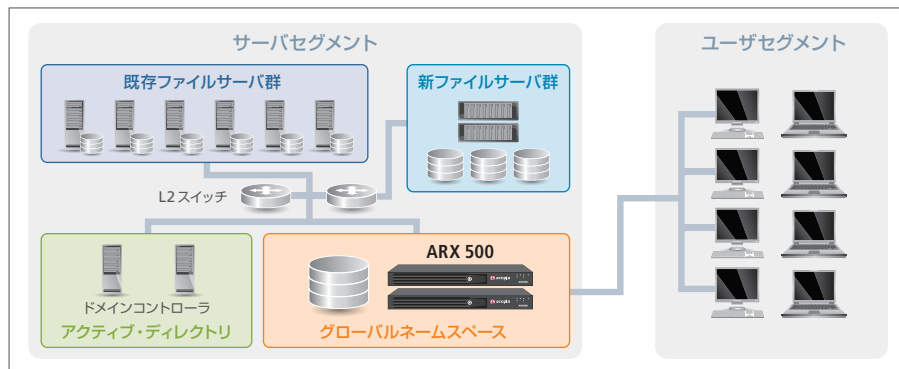 サーバセグメント
ユーザセグメント
既存ファイルサーバ群
新ファイルサーバ群
L2スイッチ
ARX 500
ドメインコントローラ
アクティブ・ディレクトリ
グローバルネームスペース